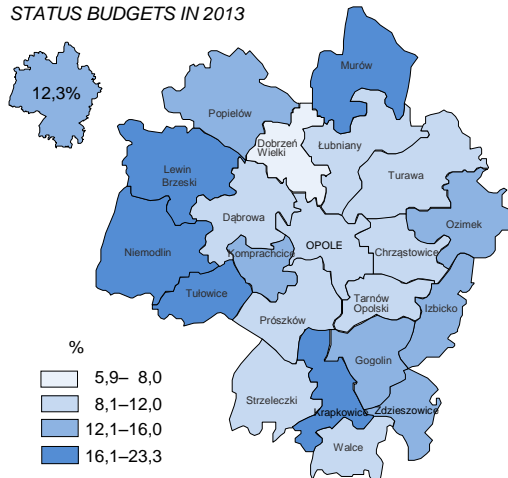 STATUS BUDGETS IN 2013
12,3%
Murów
Popielów
Dobrzeń
Wielki
Łubniany
Lewin
Brzeski
Turawa
Dąbrowa
Ozimek
Niemodlin
Komprachcice
OPOLE
Chrząstowice
Tułowice
Tarnów
Opolski
Izbicko
Prószków
Gogolin
Strzeleczki
Krapkowice
Zdzieszowice
Walce
%
5,9– 8,0
8,1–12,0
12,1–16,0
16,1–23,3